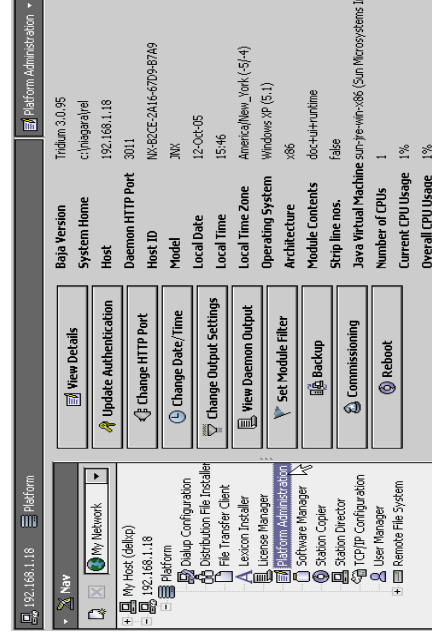 192.168.1.18 Platform Platform Administration
Nav
My Network
My Host (dellxp)
192.168.1.18
Platform
Dialup Configuration
Distribution File Installer
File Transfer Client
Lexicon Installer
License Manager
Platform Administration
Software Manager
Station Copier
Station Director
TCP/IP Configuration
User Manager
Remote File System
View Details
Update Authentication
Change HTTP Port
Change Date/Time
Change Output Settings
View Daemon Output
Set Module Filter
Backup
Commissioning
Reboot
Baja Version Tridium 3.0.95
System Home c:\niagara\rel
Host 192.168.1.18
Daemon HTTP Port 3011
Host ID NX-B2CE-2A16-67D9-B7A9
Model JNX
Local Date 12-Oct-05
Local Time 15:46
Local Time Zone America/New_York (-5/-4)
Operating System Windows XP (5.1)
Architecture x86
Module Contents doc+ui+runtime
Strip line nos. false
Java Virtual Machine sun-jre-win-x86 (Sun Microsystems
Number of CPUs 1
Current CPU Usage 1%
Overall CPU Usage 1%